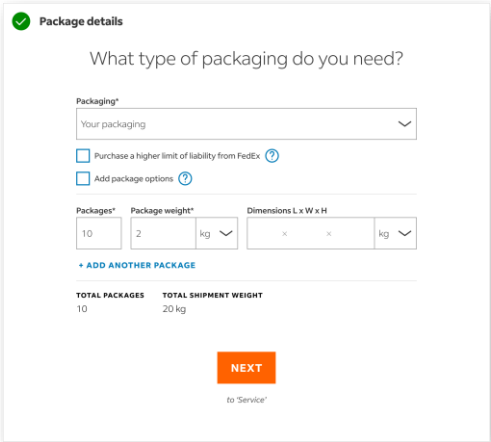 Package details
What type of packaging do you need?
Packaging*
Your packaging
Purchase a higher limit of liability from FedEx ?
Add package options ?
Packages* Package weight* Dimensions L x W x H
10 2 kg × × kg
+ ADD ANOTHER PACKAGE
TOTAL PACKAGES TOTAL SHIPMENT WEIGHT
10 20 kg
NEXT
to 'Service'